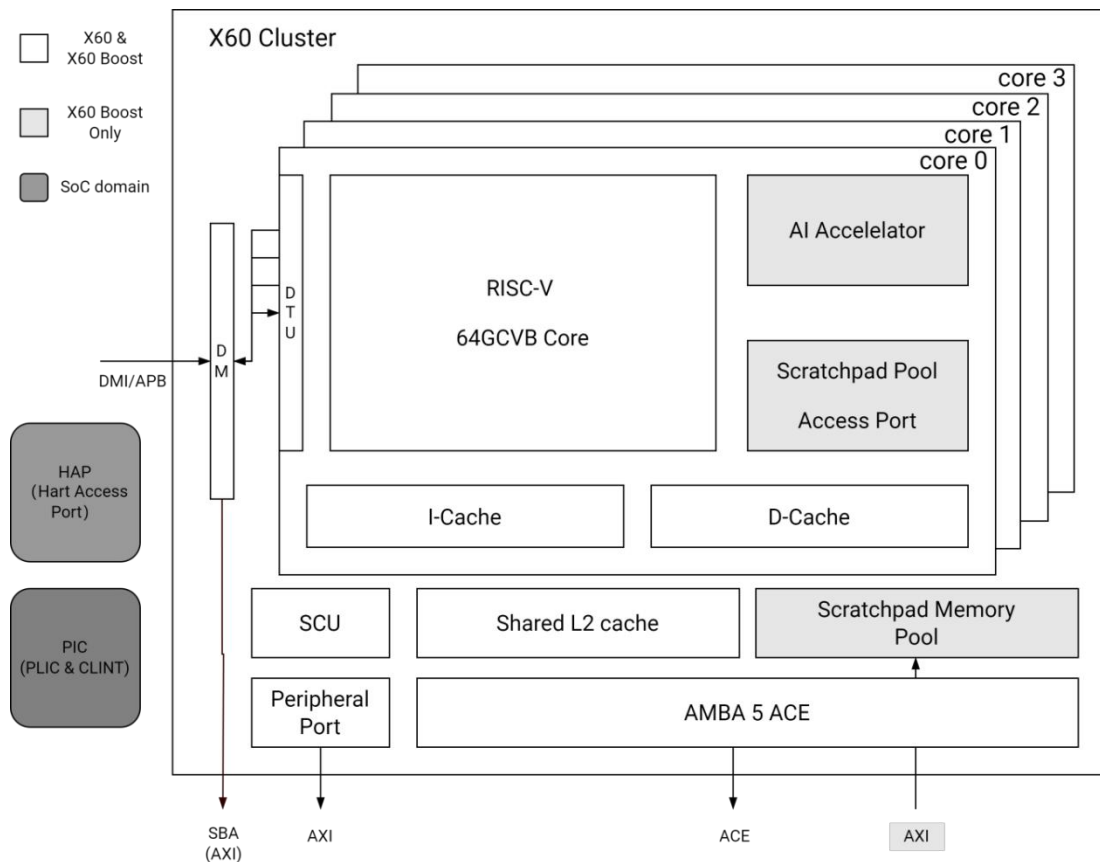 X60 &
X60 Boost
X60 Boost
Only
SoC domain
X60 Cluster
core 3
core 2
core 1
core 0
D
T
U
RISC-V
64GCVB Core
AI Accelelator
Scratchpad Pool
Access Port
D
M
DMI/APB
HAP
(Hart Access
Port)
I-Cache
D-Cache
PIC
(PLIC & CLINT)
SCU
Shared L2 cache
Scratchpad Memory
Pool
Peripheral
Port
AMBA 5 ACE
SBA
(AXI)
AXI
ACE
AXI